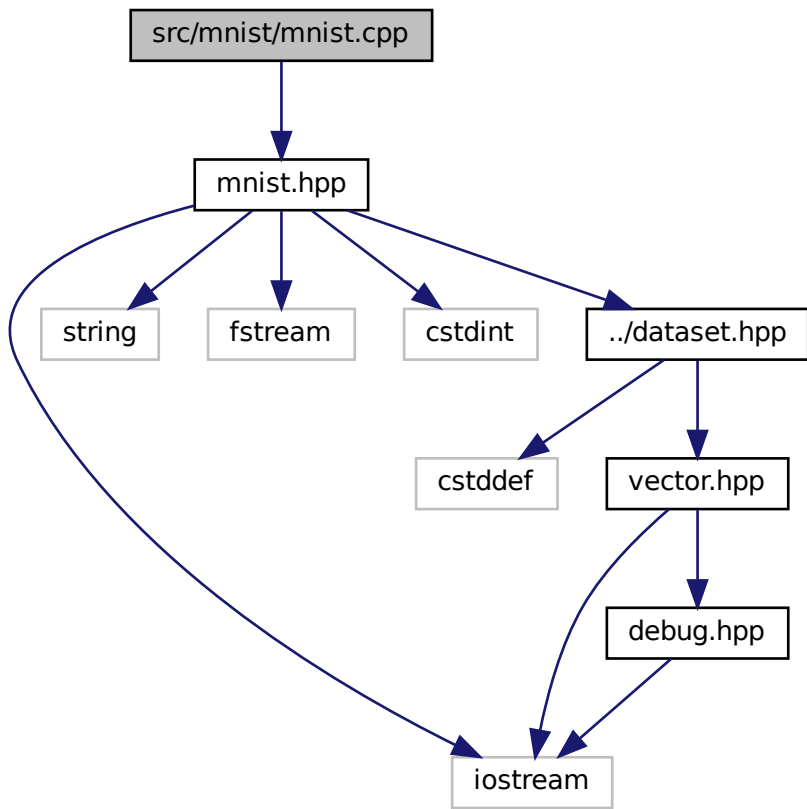 src/mnist/mnist.cpp
mnist.hpp
string
fstream
cstdint
../dataset.hpp
cstddef
vector.hpp
debug.hpp
iostream